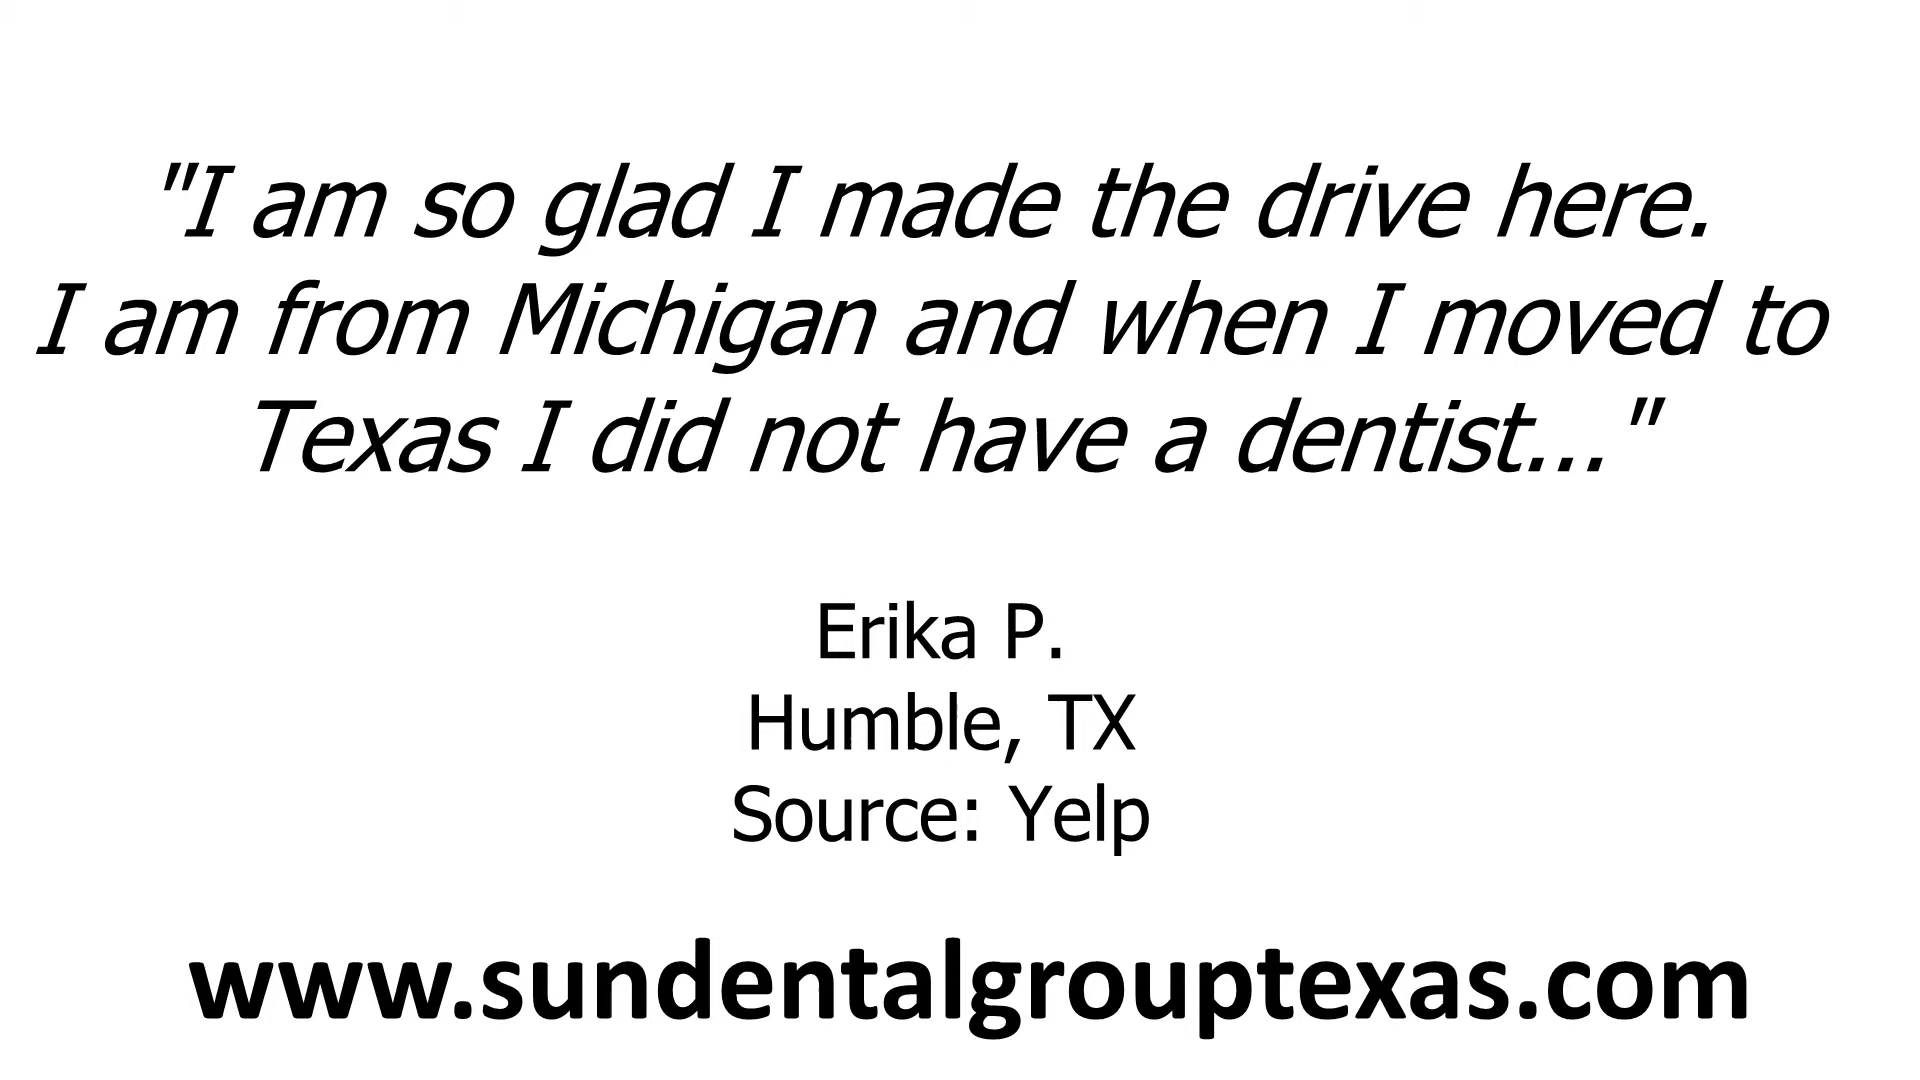 "I am so glad I made the drive here.
I am from Michigan and when I moved to
Texas I did not have a dentist..."
Erika P.
Humble, TX
Source: Yelp
www.sundentalgrouptexas.com